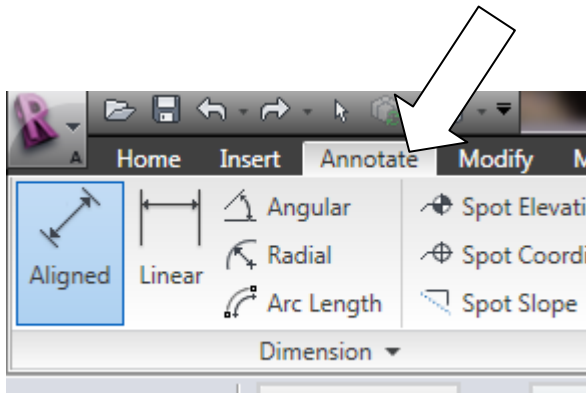 R
A Home Insert Annotate Modify M
Aligned
Linear
Angular
Radial
Arc Length
Spot Elevati
Spot Coordi
Spot Slope
Dimension